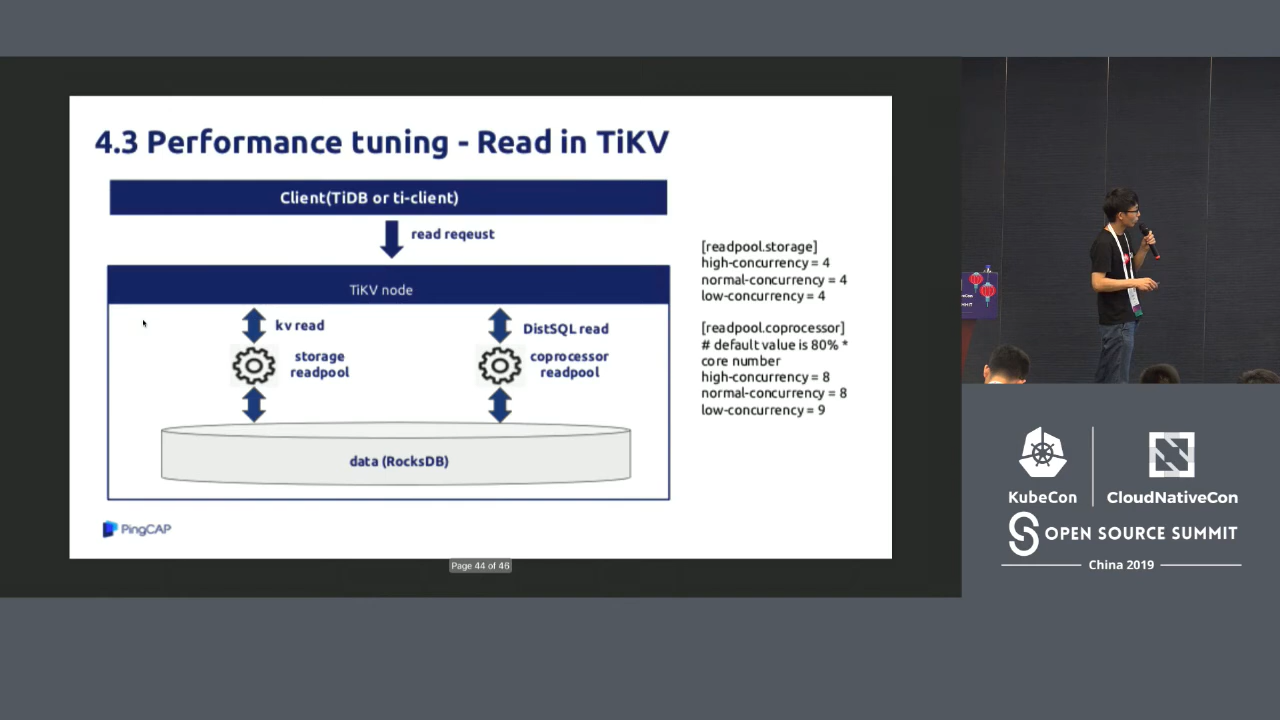 4.3 Performance tuning - Read in TiKV
Client(TiDB or ti-client)
read reqeust
TiKV node
kv read
storage
readpool
DistSQL read
coprocessor
readpool
data (RocksDB)
[readpool.storage]
high-concurrency = 4
normal-concurrency = 4
low-concurrency = 4
[readpool.coprocessor]
# default value is 80% *
core number
high-concurrency = 8
normal-concurrency = 8
low-concurrency = 9
PingCAP
Page 44 of 46
KubeCon
CloudNativeCon
OPEN SOURCE SUMMIT
China 2019